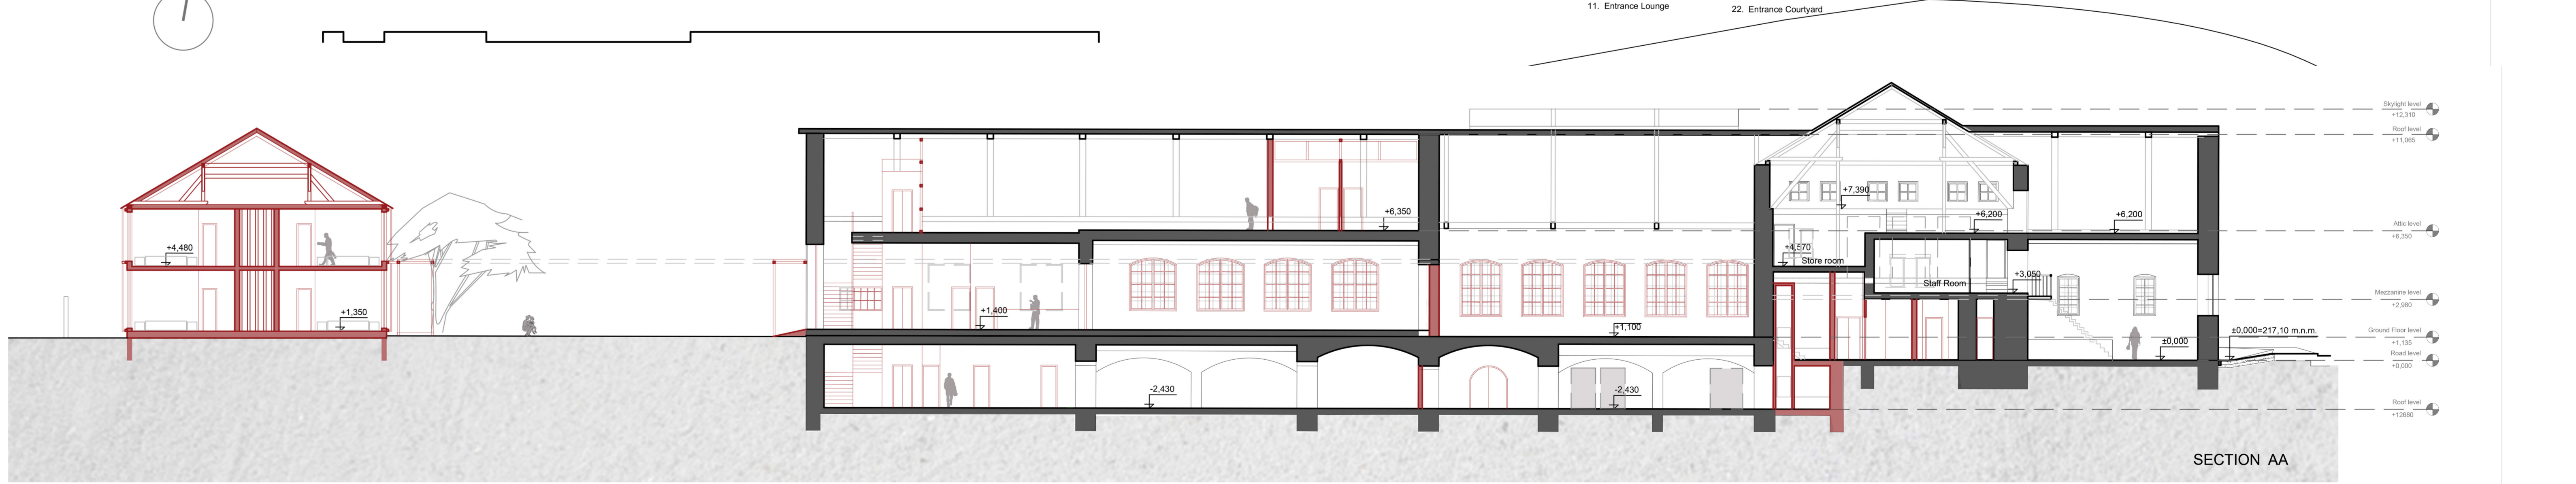 11. Entrance Lounge
22. Entrance Courtyard
Skylight level
+12,310
Roof level
+11,065
+7,390
+6,350
+6,200
+6,200
Attic level
+6,350
+4,480
+4,570
Store room
+3,050
Staff Room
Mezzanine level
+2,980
+1,350
+1,400
+1,100
±0,000=217,10 m.n.m.
Ground Floor level
+1,135
±0,000
Road level
+0,000
-2,430
-2,430
Roof level
+12680
SECTION AA